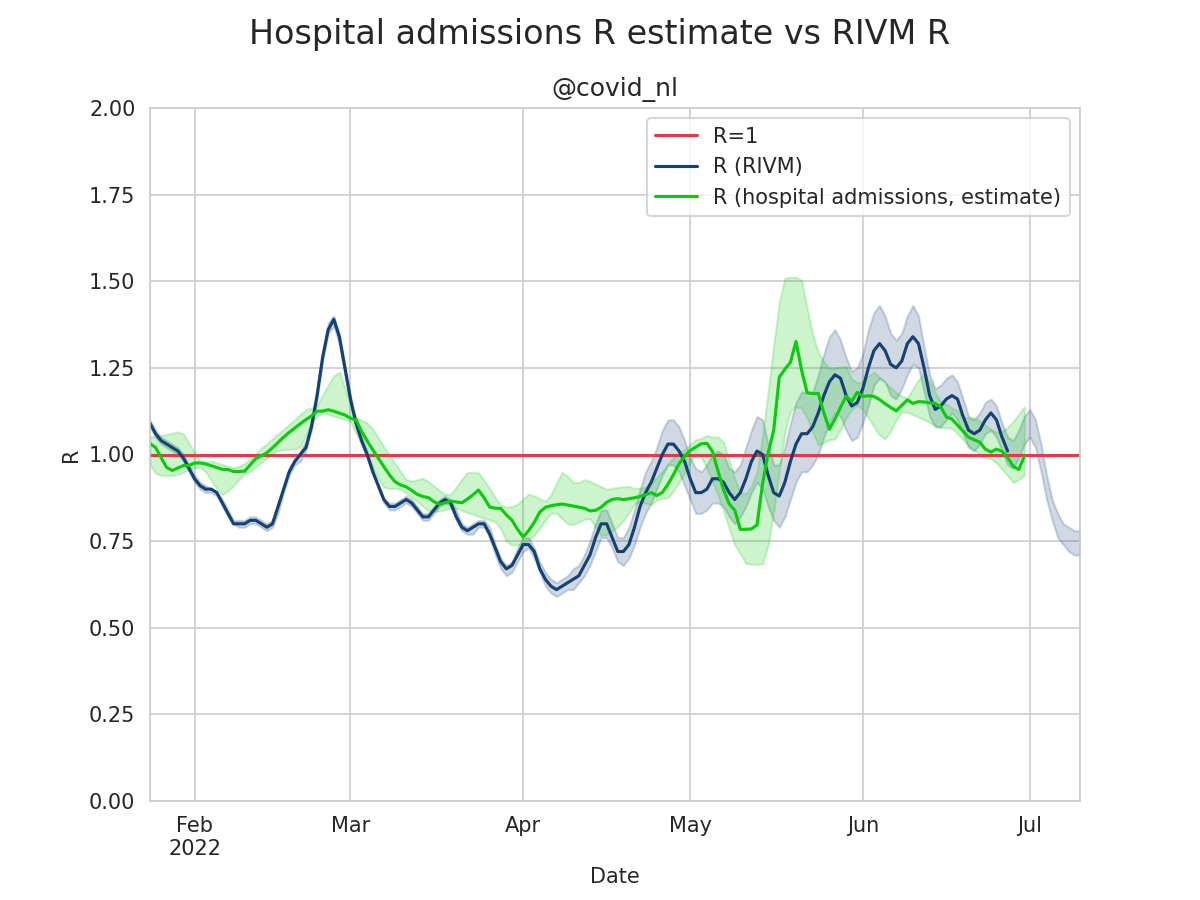 Hospital admissions R estimate vs RIVM R
@covid_nl
R=1
R (RIVM)
R (hospital admissions, estimate)
2.00
1.75
1.50
1.25
1.00
0.75
0.50
0.25
0.00
R
Feb
2022
Mar
Apr
May
Jun
Jul
Date